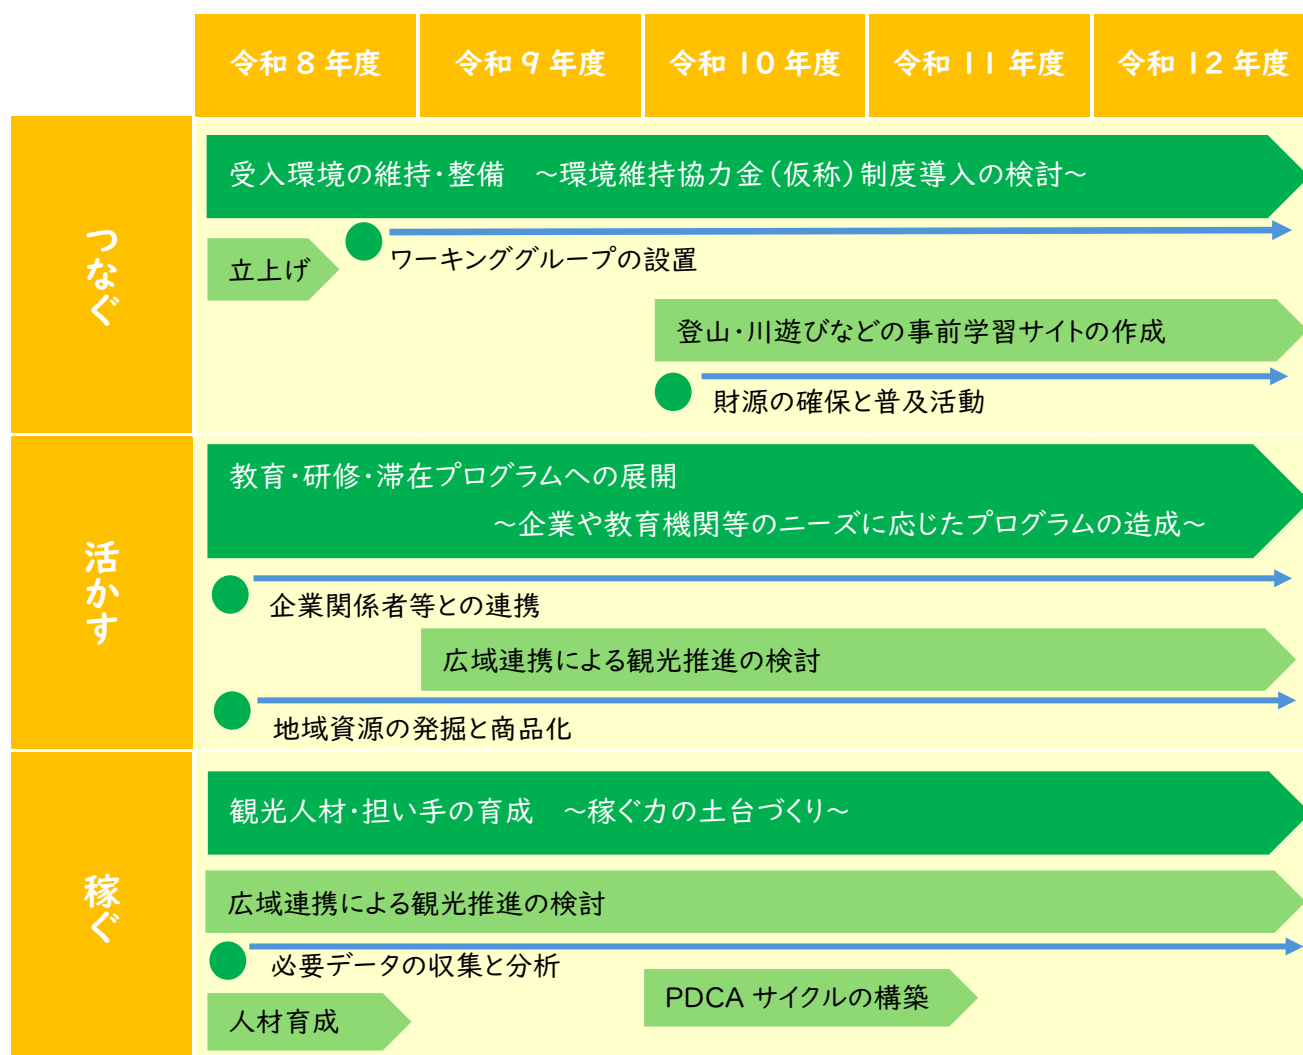 令和8年度
令和9年度
令和10年度
令和11年度
令和12年度
つなぐ
受入環境の維持・整備　～環境維持協力金(仮称)制度導入の検討～
立上げ
ワーキンググループの設置
登山・川遊びなどの事前学習サイトの作成
財源の確保と普及活動
活かす
教育・研修・滞在プログラムへの展開
～企業や教育機関等のニーズに応じたプログラムの造成～
企業関係者等との連携
広域連携による観光推進の検討
地域資源の発掘と商品化
稼ぐ
観光人材・担い手の育成　～稼ぐ力の土台づくり～
広域連携による観光推進の検討
必要データの収集と分析
PDCA サイクルの構築
人材育成